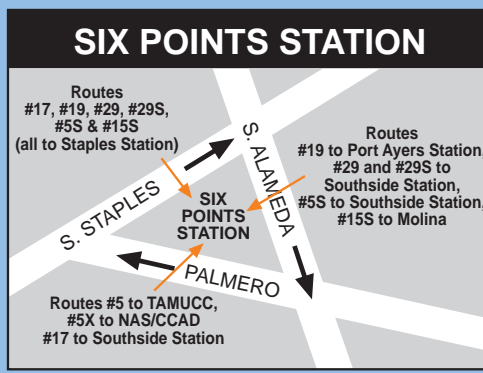 SIX POINTS STATION
Routes
#17, #19, #29, #29S,
#5S & #15S
(all to Staples Station)
S. STAPLES
S. ALAMEDA
Routes
#19 to Port Ayers Station,
#29 and #29S to
Southside Station,
#5S to Southside Station,
#15S to Molina
SIX
POINTS
STATION
PALMERO
Routes #5 to TAMUCC,
#5X to NAS/CCAD
#17 to Southside Station